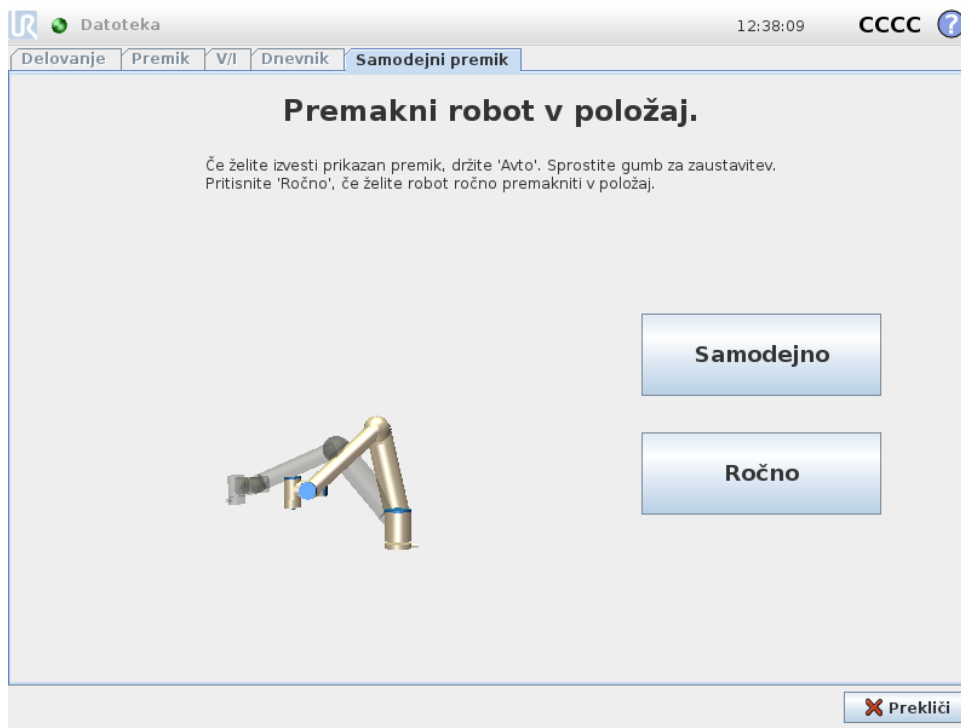 UR Datoteka 12:38:09 CCCC ?
Delovanje Premik V/I Dnevnik Samodejni premik
Premakni robot v položaj.
Če želite izvesti prikazan premik, držite 'Avto'. Sprostite gumb za zaustavitev.
Pritisnite 'Ročno', če želite robot ročno premakniti v položaj.
Samodejno
Ročno
Prekliči